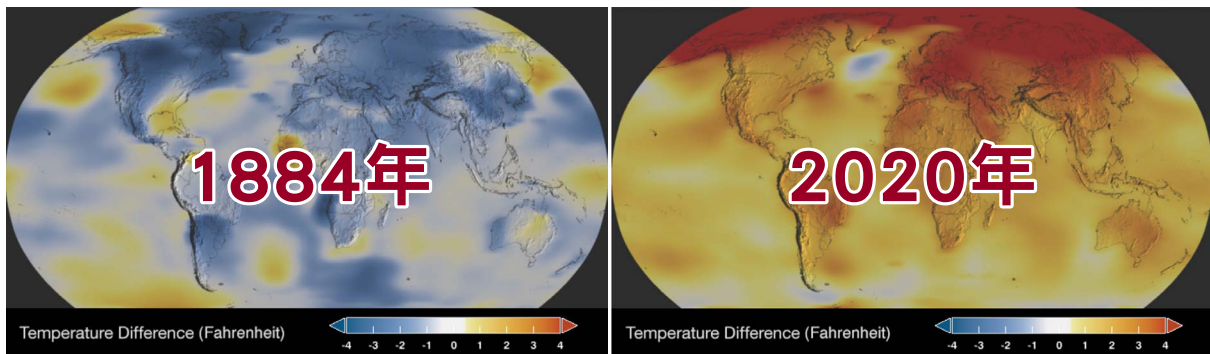 1884年
Temperature Difference (Fahrenheit)
-4 -3 -2 -1 0 1 2 3 4
2020年
Temperature Difference (Fahrenheit)
-4 -3 -2 -1 0 1 2 3 4